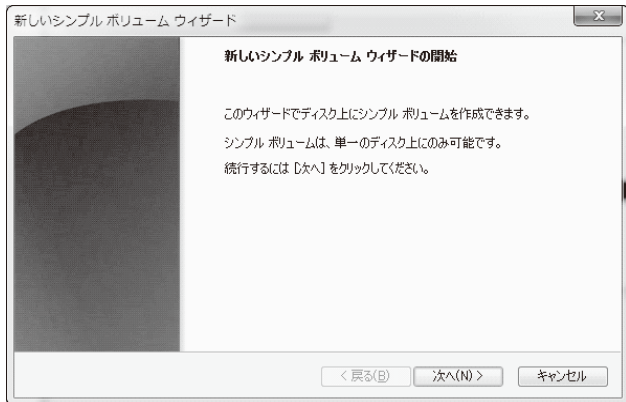 新しいシンプル ボリューム ウィザード
新しいシンプル ボリューム ウィザードの開始
このウィザードでディスク上にシンプル ボリュームを作成できます。
シンプル ボリュームは、単一のディスク上にのみ可能です。
続行するには [次へ] をクリックしてください。
< 戻る(B)
次へ(N) >
キャンセル